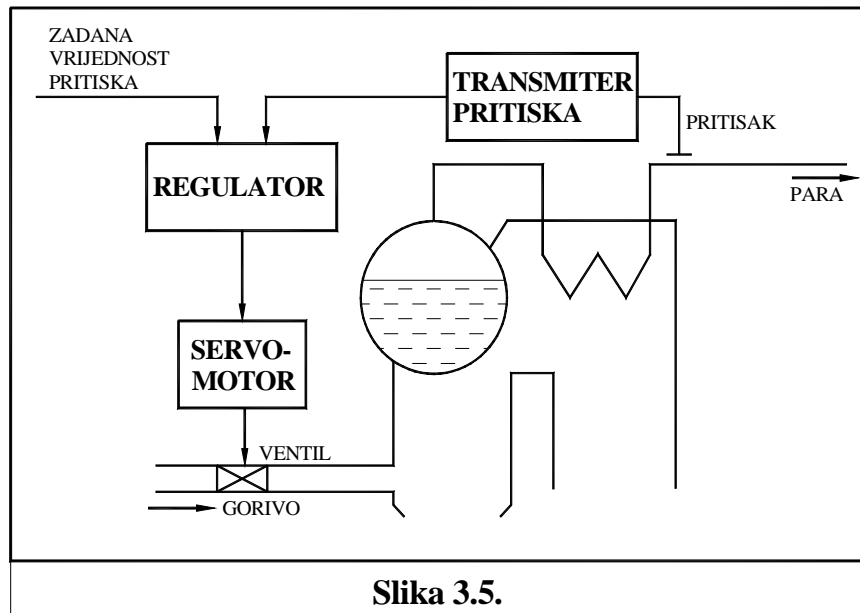 ZADANA
VRIJEDNOST
PRITISKA
TRANSMITER
PRITISKA
PRITISAK
REGULATOR
PARA
SERVO-
MOTOR
VENTIL
GORIVO
Slika 3.5.